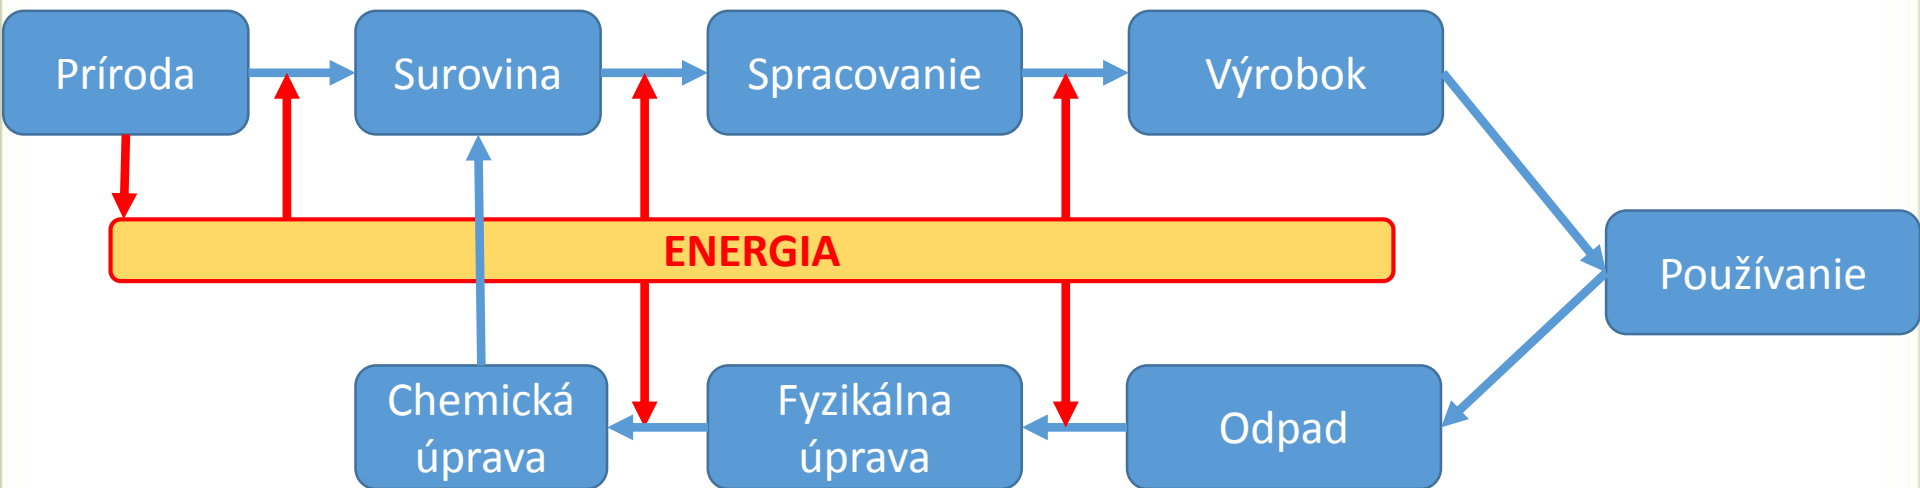 Príroda
Surovina
Spracovanie
Výrobok
ENERGIA
Používanie
Chemická
úprava
Fyzikálna
úprava
Odpad